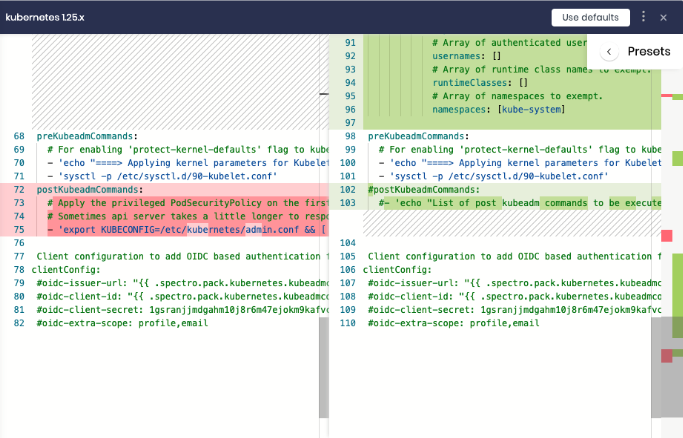 kubernetes 1.25.x
Use defaults
Presets
68 preKubeadmCommands:
69 # For enabling 'protect-kernel-defaults' flag to kube
70 - 'echo "====> Applying kernel parameters for Kubelet
71 - 'sysctl -p /etc/sysctl.d/90-kubelet.conf'
72 postKubeadmCommands:
73 # Apply the privileged PodSecurityPolicy on the first
74 # Sometimes api server takes a little longer to respo
75 - 'export KUBECONFIG=/etc/kubernetes/admin.conf && [
76
77 Client configuration to add OIDC based authentication f
78 clientConfig:
79 #oidc-issuer-url: "{{ .spectro.pack.kubernetes.kubeadmc
80 #oidc-client-id: "{{ .spectro.pack.kubernetes.kubeadmco
81 #oidc-client-secret: 1gsranjjmdgahm10j8r6m47ejokm9kafvc
82 #oidc-extra-scope: profile,email
91 # Array of authenticated user
92 usernames: []
93 # Array of runtime class names to exempt.
94 runtimeClasses: []
95 # Array of namespaces to exempt.
96 namespaces: [kube-system]
97
98 preKubeadmCommands:
99 # For enabling 'protect-kernel-defaults' flag to kube
100 - 'echo "====> Applying kernel parameters for Kubelet
101 - 'sysctl -p /etc/sysctl.d/90-kubelet.conf'
102 #postKubeadmCommands:
103 #- 'echo "List of post kubeadm commands to be execute
104
105 Client configuration to add OIDC based authentication f
106 clientConfig:
107 #oidc-issuer-url: "{{ .spectro.pack.kubernetes.kubeadmc
108 #oidc-client-id: "{{ .spectro.pack.kubernetes.kubeadmco
109 #oidc-client-secret: 1gsranjjmdgahm10j8r6m47ejokm9kafvc
110 #oidc-extra-scope: profile,email